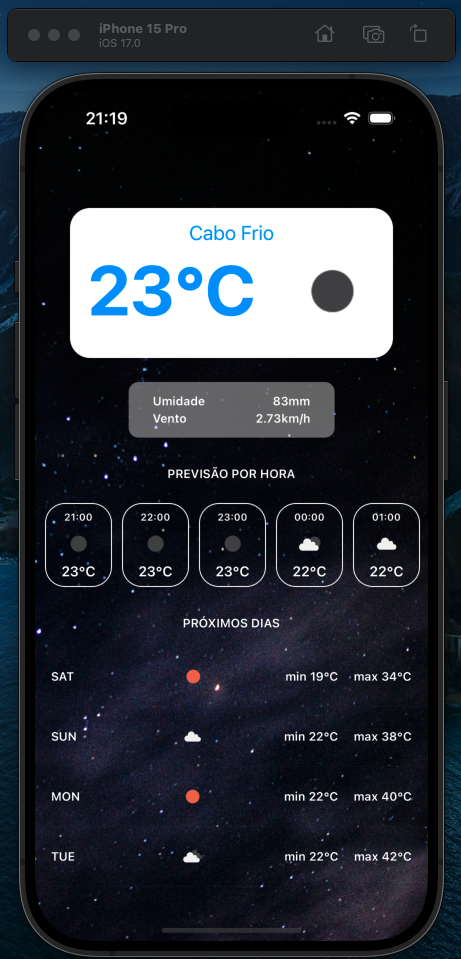 iPhone 15 Pro
iOS 17.0
21:19
Cabo Frio
23°C
Umidade 83mm
Vento 2.73km/h
PREVISÃO POR HORA
21:00 22:00 23:00 00:00 01:00
23°C 23°C 23°C 22°C 22°C
PRÓXIMOS DIAS
SAT min 19°C max 34°C
SUN min 22°C max 38°C
MON min 22°C max 40°C
TUE min 22°C max 42°C